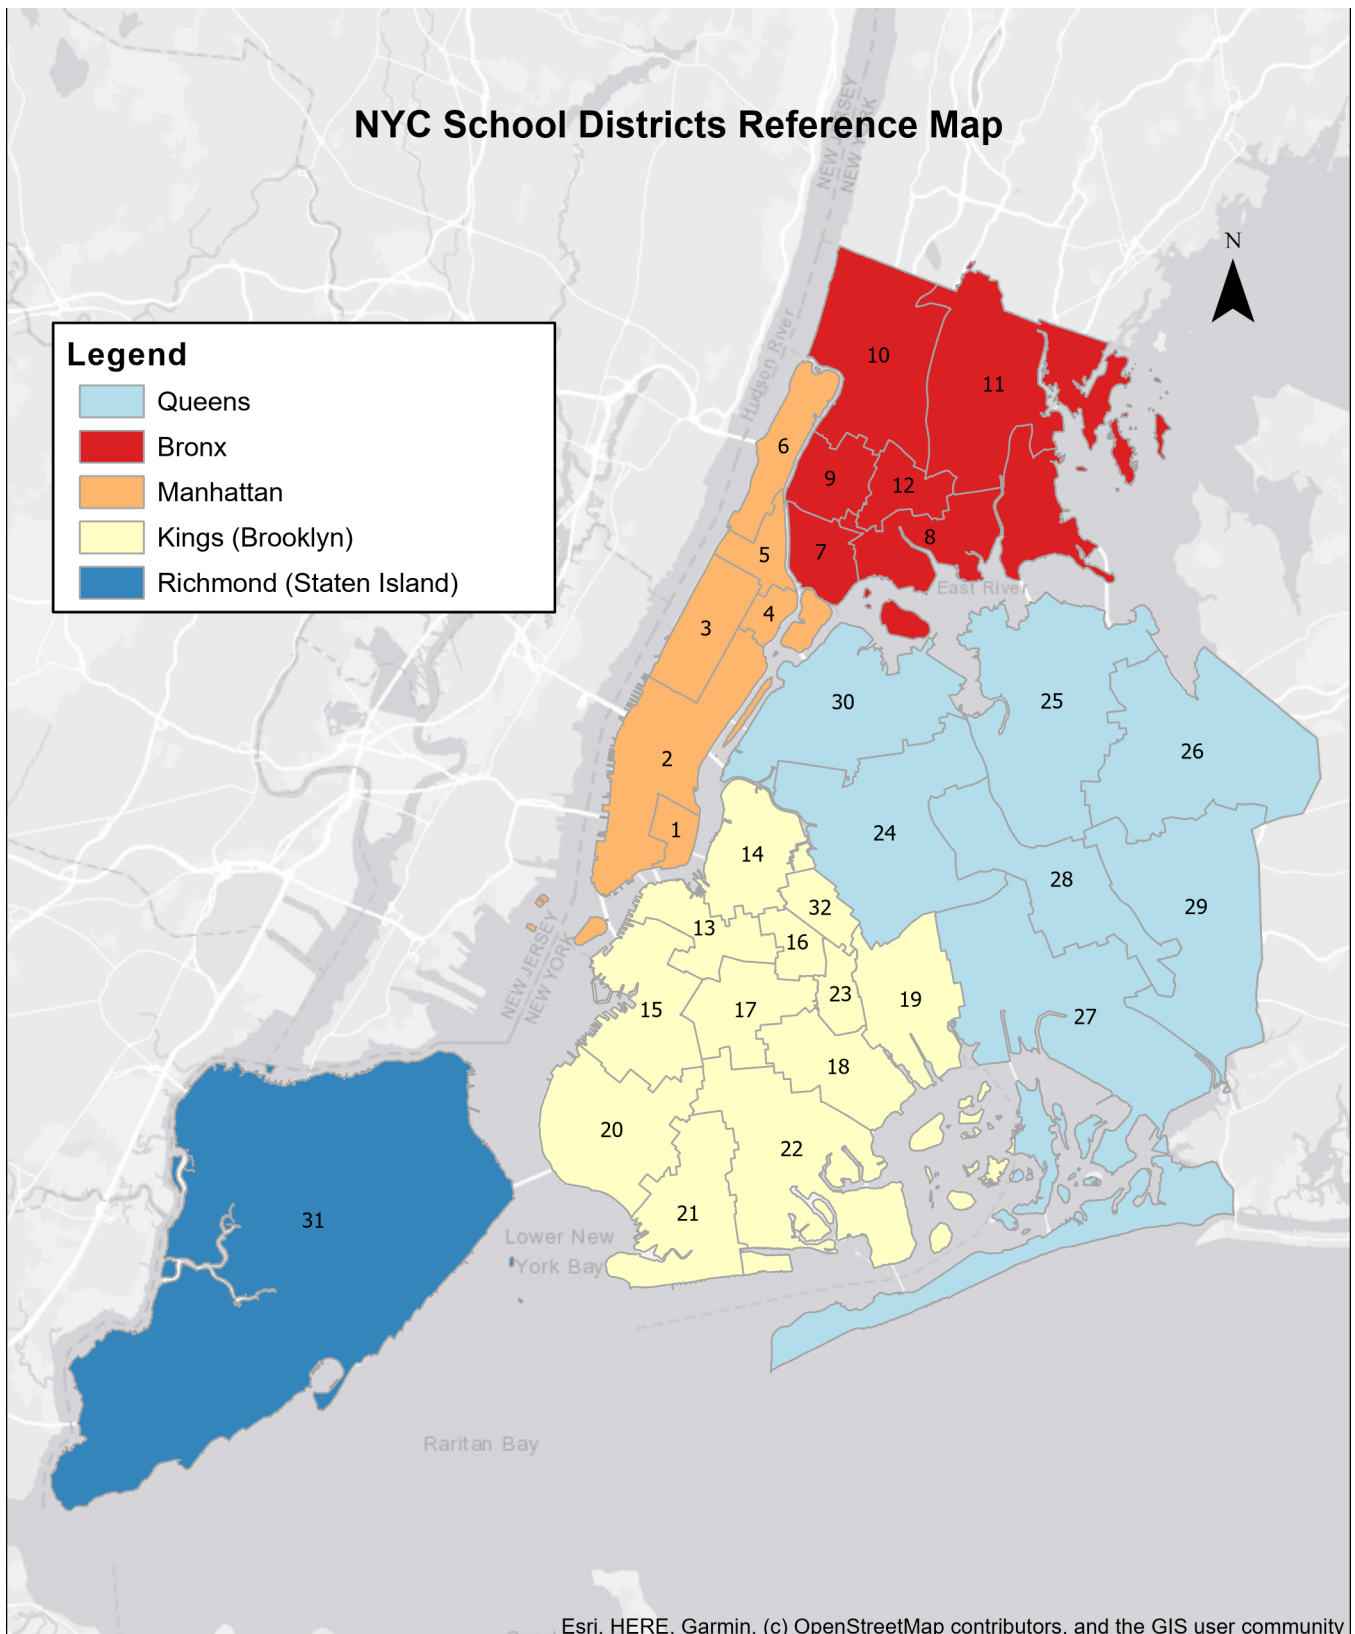 NYC School Districts Reference Map
NEW JERSEY
NEW YORK
N
Hudson River
Legend
Queens
Bronx
Manhattan
Kings (Brooklyn)
Richmond (Staten Island)
10
11
6
9
12
8
7
5
East River
4
3
30
25
26
2
1
24
14
28
32
29
13
16
NEW JERSEY
NEW YORK
23
19
15
17
27
18
20
22
21
31
Lower New
York Bay
Raritan Bay
Esri, HERE, Garmin, (c) OpenStreetMap contributors, and the GIS user community